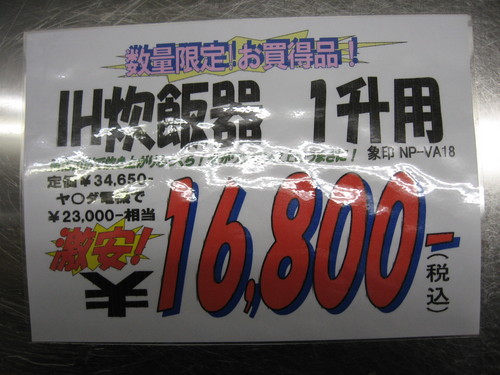 数量限定!お買得品!
IH炊飯器 1升用
象印 NP-VA18
定価￥34,650-
ヤ○ダ電機で
￥23,000-相当
激安!
￥16,800-(税込)